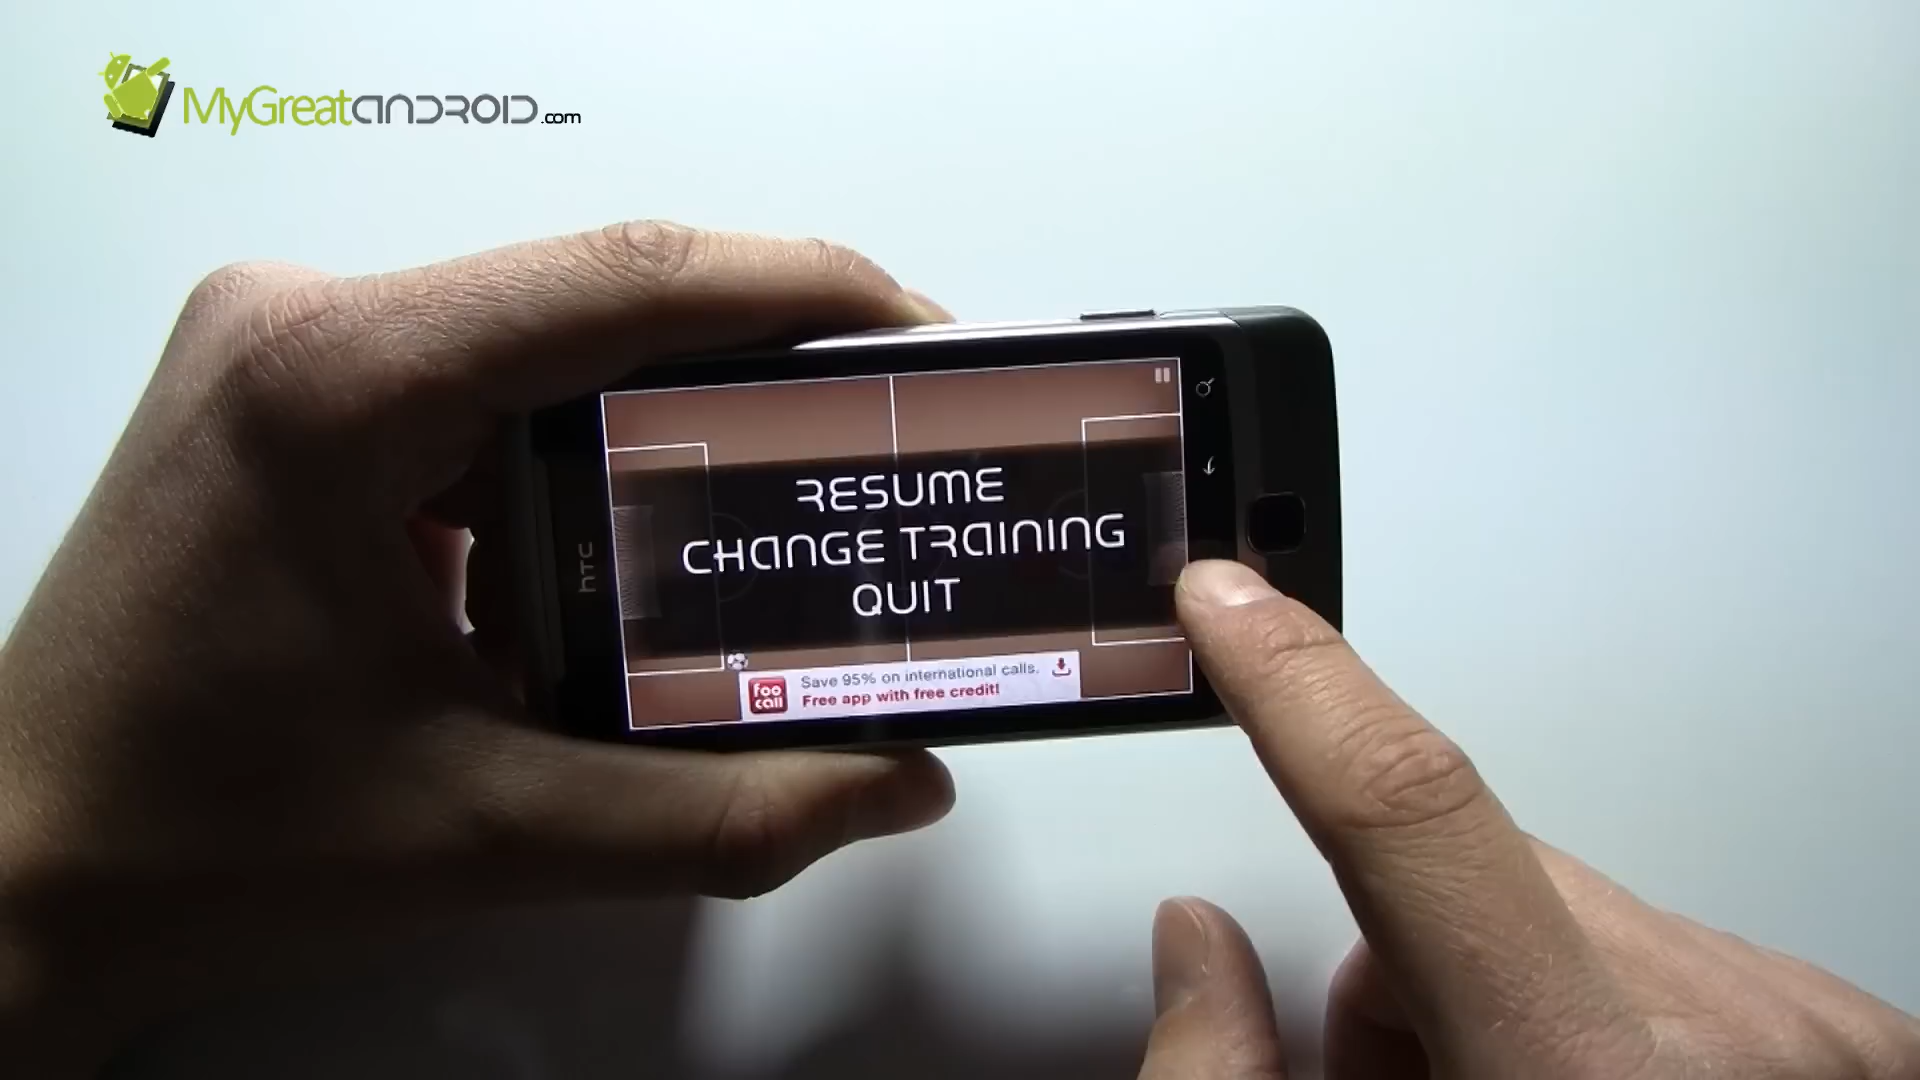 MyGreatANDROID.com
RESUME
CHANGE TRAINING
QUIT
hTC
foo
call
Save 95% on international calls.
Free app with free credit!